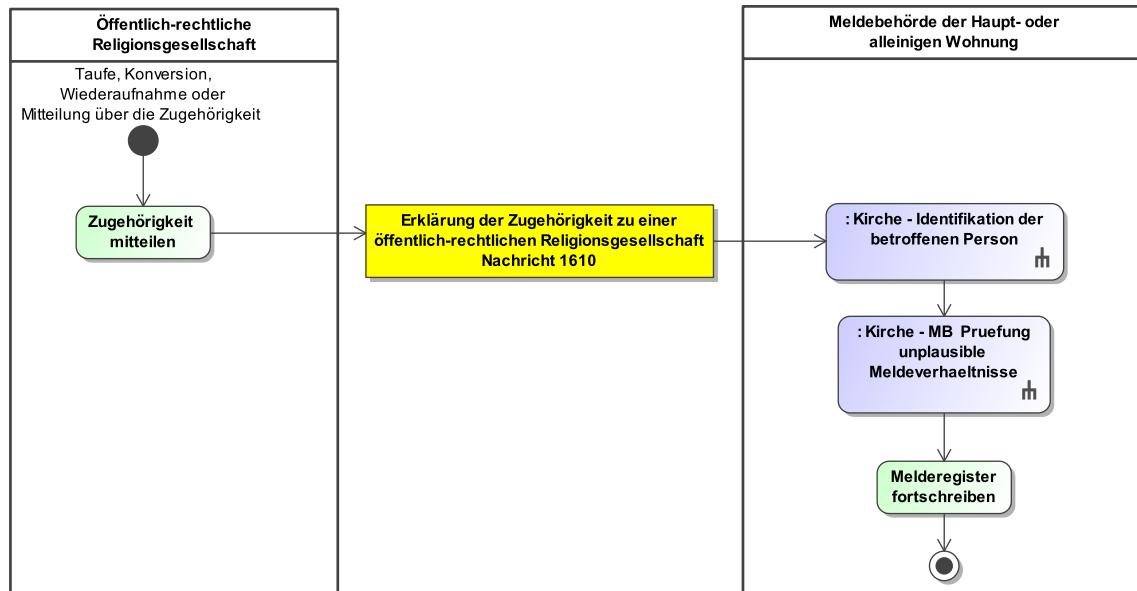 Öffentlich-rechtliche
Religionsgesellschaft
Taufe, Konversion,
Wiederaufnahme oder
Mitteilung über die Zugehörigkeit
Zugehörigkeit
mitteilen
Erklärung der Zugehörigkeit zu einer
öffentlich-rechtlichen Religionsgesellschaft
Nachricht 1610
Meldebehörde der Haupt- oder
alleinigen Wohnung
: Kirche - Identifikation der
betroffenen Person
: Kirche - MB  Pruefung
unplausible
Meldeverhaeltnisse
Melderegister
fortschreiben